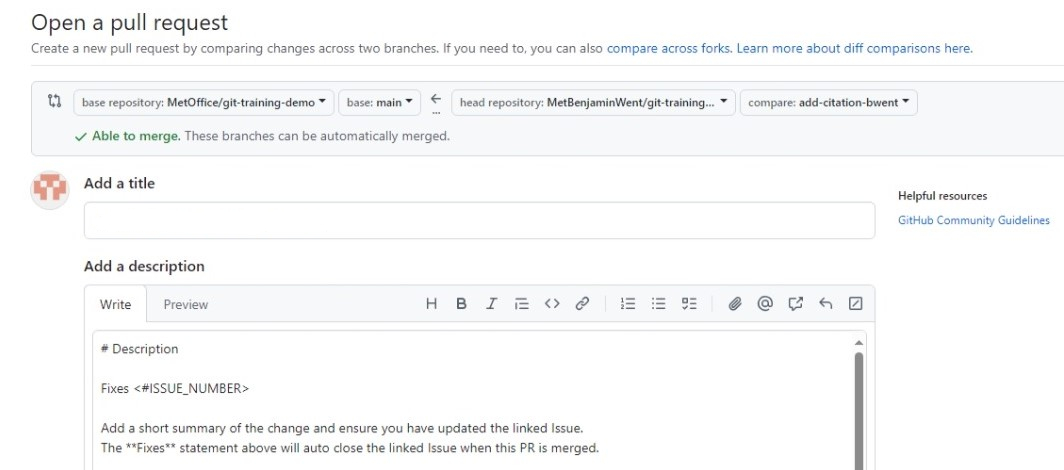 Open a pull request
Create a new pull request by comparing changes across two branches. If you need to, you can also compare across forks. Learn more about diff comparisons here.
base repository: MetOffice/git-training-demo base: main head repository: MetBenjaminWent/git-training... compare: add-citation-bwent
Able to merge. These branches can be automatically merged.
Add a title
Helpful resources
GitHub Community Guidelines
Add a description
Write Preview
# Description
Fixes <#ISSUE_NUMBER>
Add a short summary of the change and ensure you have updated the linked Issue.
The **Fixes** statement above will auto close the linked Issue when this PR is merged.